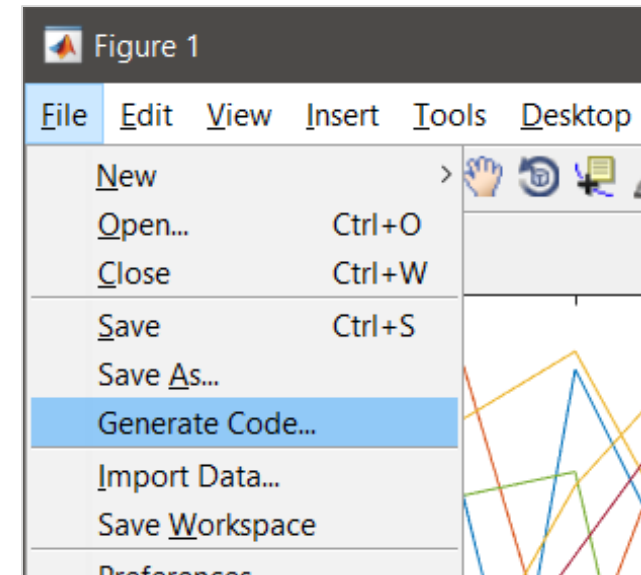 Figure 1
File Edit View Insert Tools Desktop
New >
Open... Ctrl+O
Close Ctrl+W
Save Ctrl+S
Save As...
Generate Code...
Import Data...
Save Workspace
Preferences